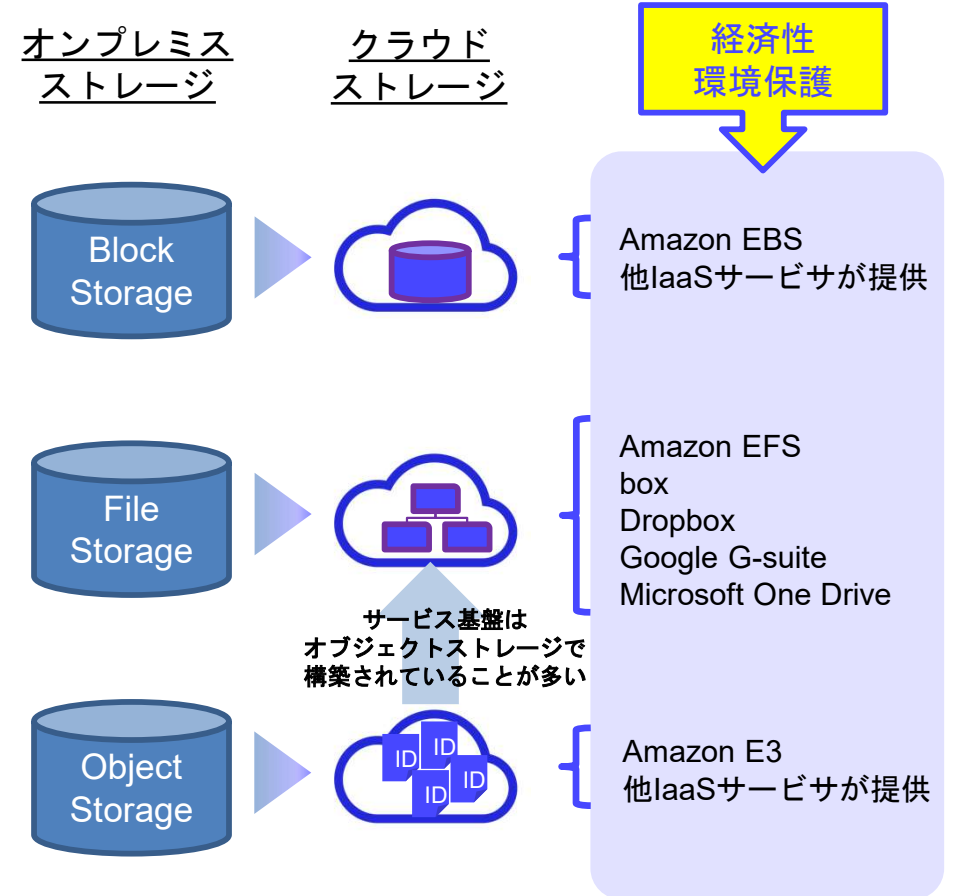 オンプレミス
ストレージ
クラウド
ストレージ
経済性
環境保護
Block
Storage
Amazon EBS
他IaaSサービサが提供
File
Storage
Amazon EFS
box
Dropbox
Google G-suite
Microsoft One Drive
サービス基盤は
オブジェクトストレージで
構築されていることが多い
Object
Storage
ID
ID
ID
ID
Amazon E3
他IaaSサービサが提供